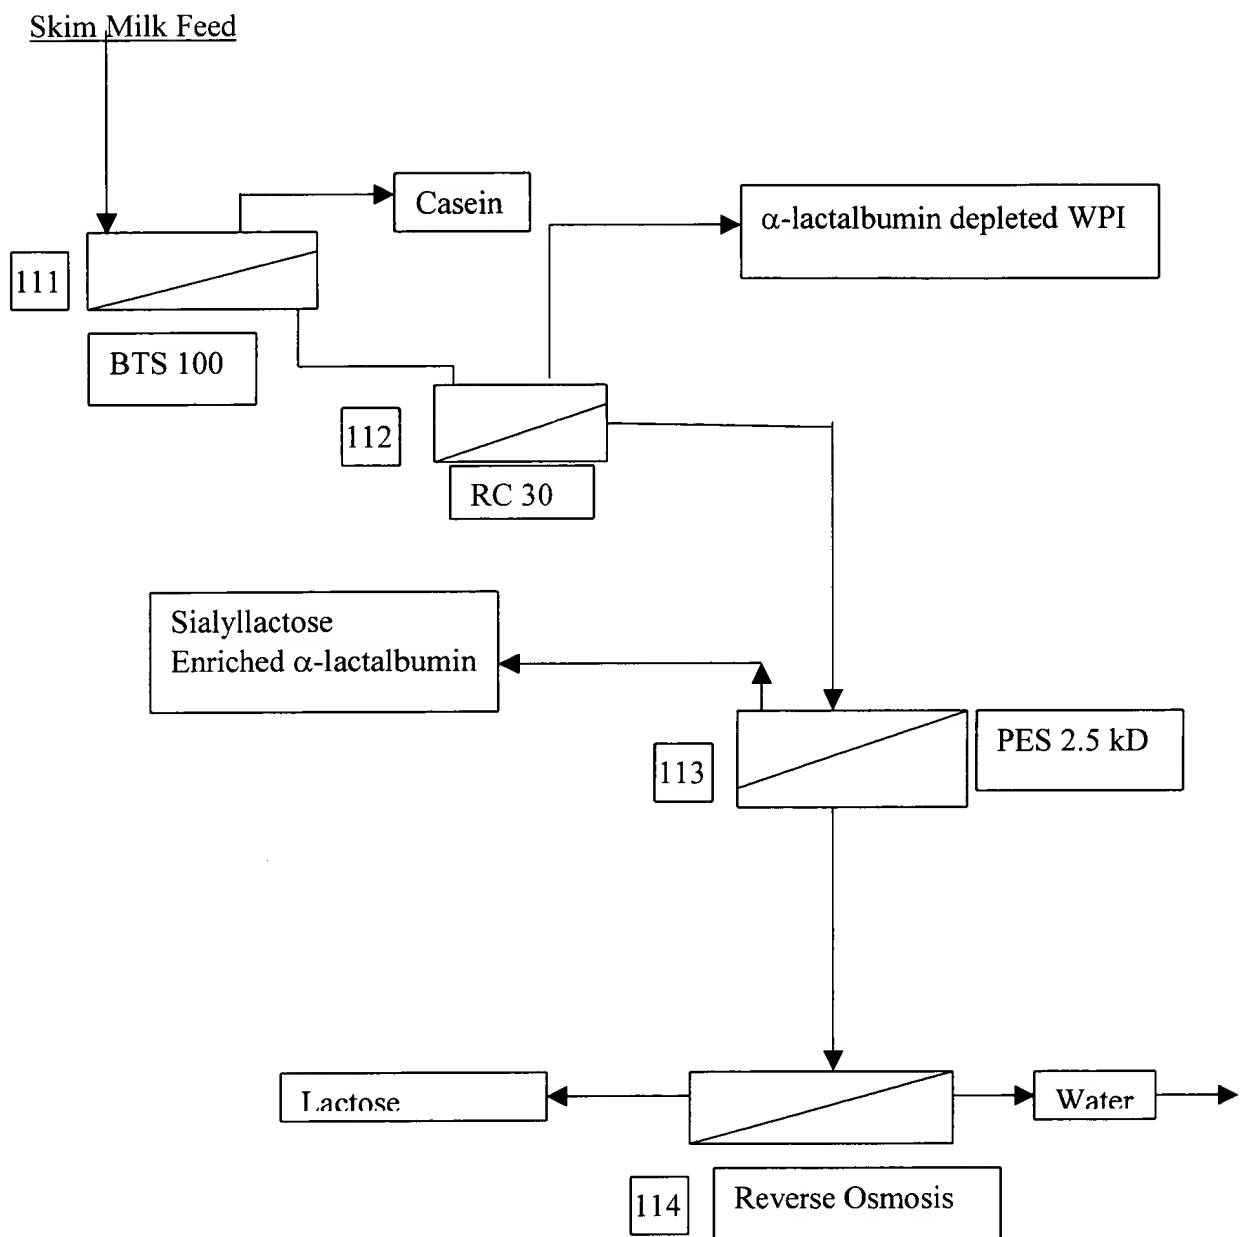 Skim Milk Feed
Casein
α-lactalbumin depleted WPI
111
BTS 100
112
RC 30
Sialyllactose
Enriched α-lactalbumin
PES 2.5 kD
113
Lactose
Water
114
Reverse Osmosis